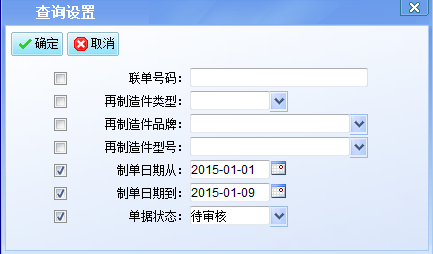 查询设置
确定 取消
联单号码:
再制造件类型:
再制造件品牌:
再制造件型号:
制单日期从: 2015-01-01
制单日期到: 2015-01-09
单据状态: 待审核